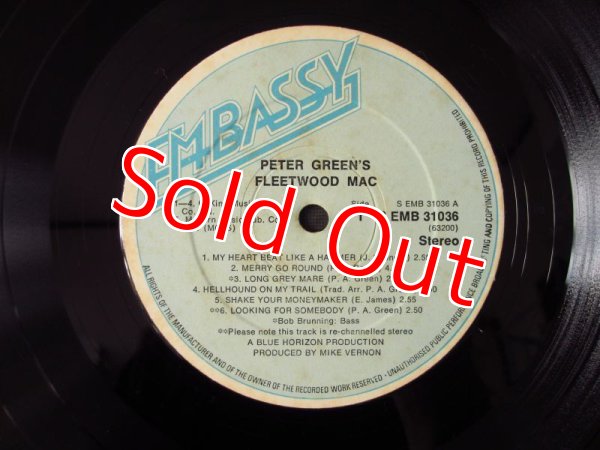 EMBASSY
PETER GREEN'S
FLEETWOOD MAC
Side
S EMB 31036 A
EMB 31036
(63200)
Stereo
1. MY HEART BEAT LIKE A
2. MERRY GO ROUND
◦3. LONG GREY MARE (P. A. Green)
4. HELLHOUND ON MY TRAIL (Trad. Arr. P. A.
5. SHAKE YOUR MONEYMAKER (E. James) 2.55
◦◦6. LOOKING FOR SOMEBODY (P. A. Green) 2.50
◦Bob Brunning: Bass
◦◦Please note this track is re-channelled stereo
A BLUE HORIZON PRODUCTION
PRODUCED BY MIKE VERNON
ALL RIGHTS OF THE MANUFACTURER AND OF THE OWNER OF THE RECORDED WORK RESERVED · UNAUTHORISED PUBLIC PERFORMANCE BROADCASTING AND COPYING OF THIS RECORD PROHIBITED
Sold Out